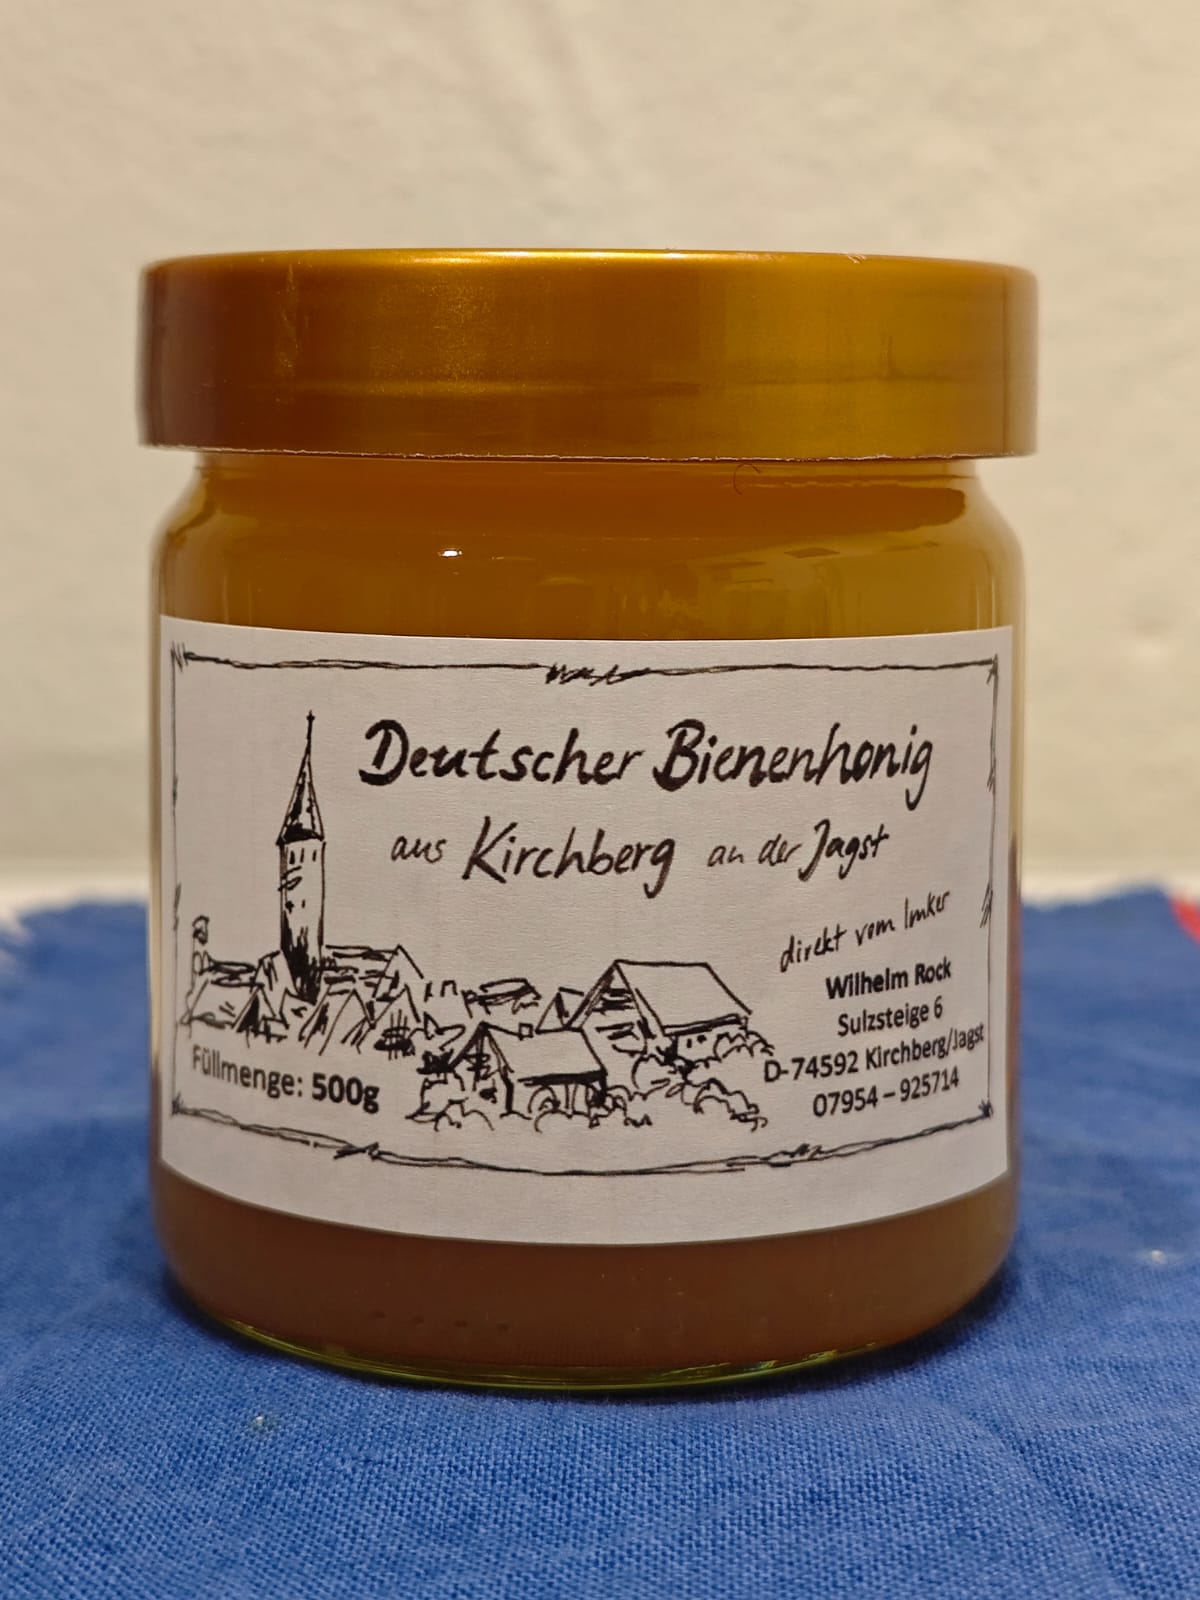 Deutscher Bienenhonig
aus Kirchberg an der Jagst
direkt vom Imker
Wilhelm Rock
Sulzsteige 6
D-74592 Kirchberg/Jagst
07954 – 925714
Füllmenge: 500g